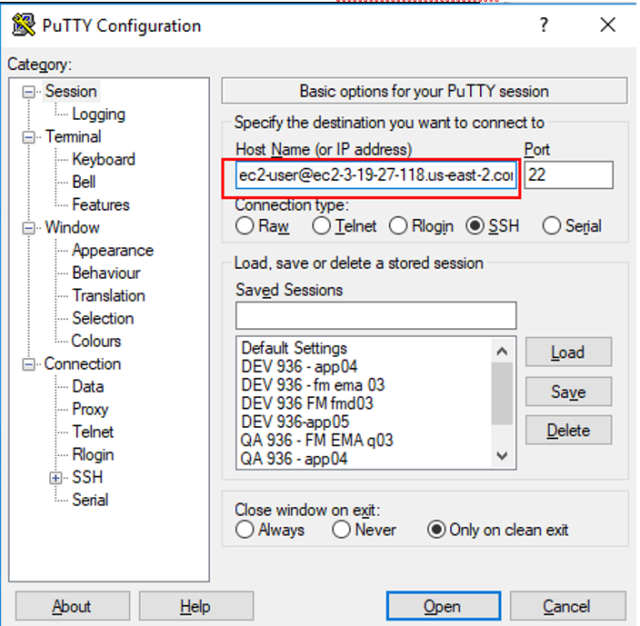 PuTTY Configuration ? ×
Category:
Session
Logging
Terminal
Keyboard
Bell
Features
Window
Appearance
Behaviour
Translation
Selection
Colours
Connection
Data
Proxy
Telnet
Rlogin
SSH
Serial
Basic options for your PuTTY session
Specify the destination you want to connect to
Host Name (or IP address) Port
ec2-user@ec2-3-19-27-118.us-east-2.coı 22
Connection type:
Raw Telnet Rlogin SSH Serial
Load, save or delete a stored session
Saved Sessions
Default Settings
DEV 936 - app04
DEV 936 - fm ema 03
DEV 936 FM fmd03
DEV 936-app05
QA 936 - FM EMA q03
QA 936 - app04
Load
Save
Delete
Close window on exit:
Always Never Only on clean exit
About Help Open Cancel